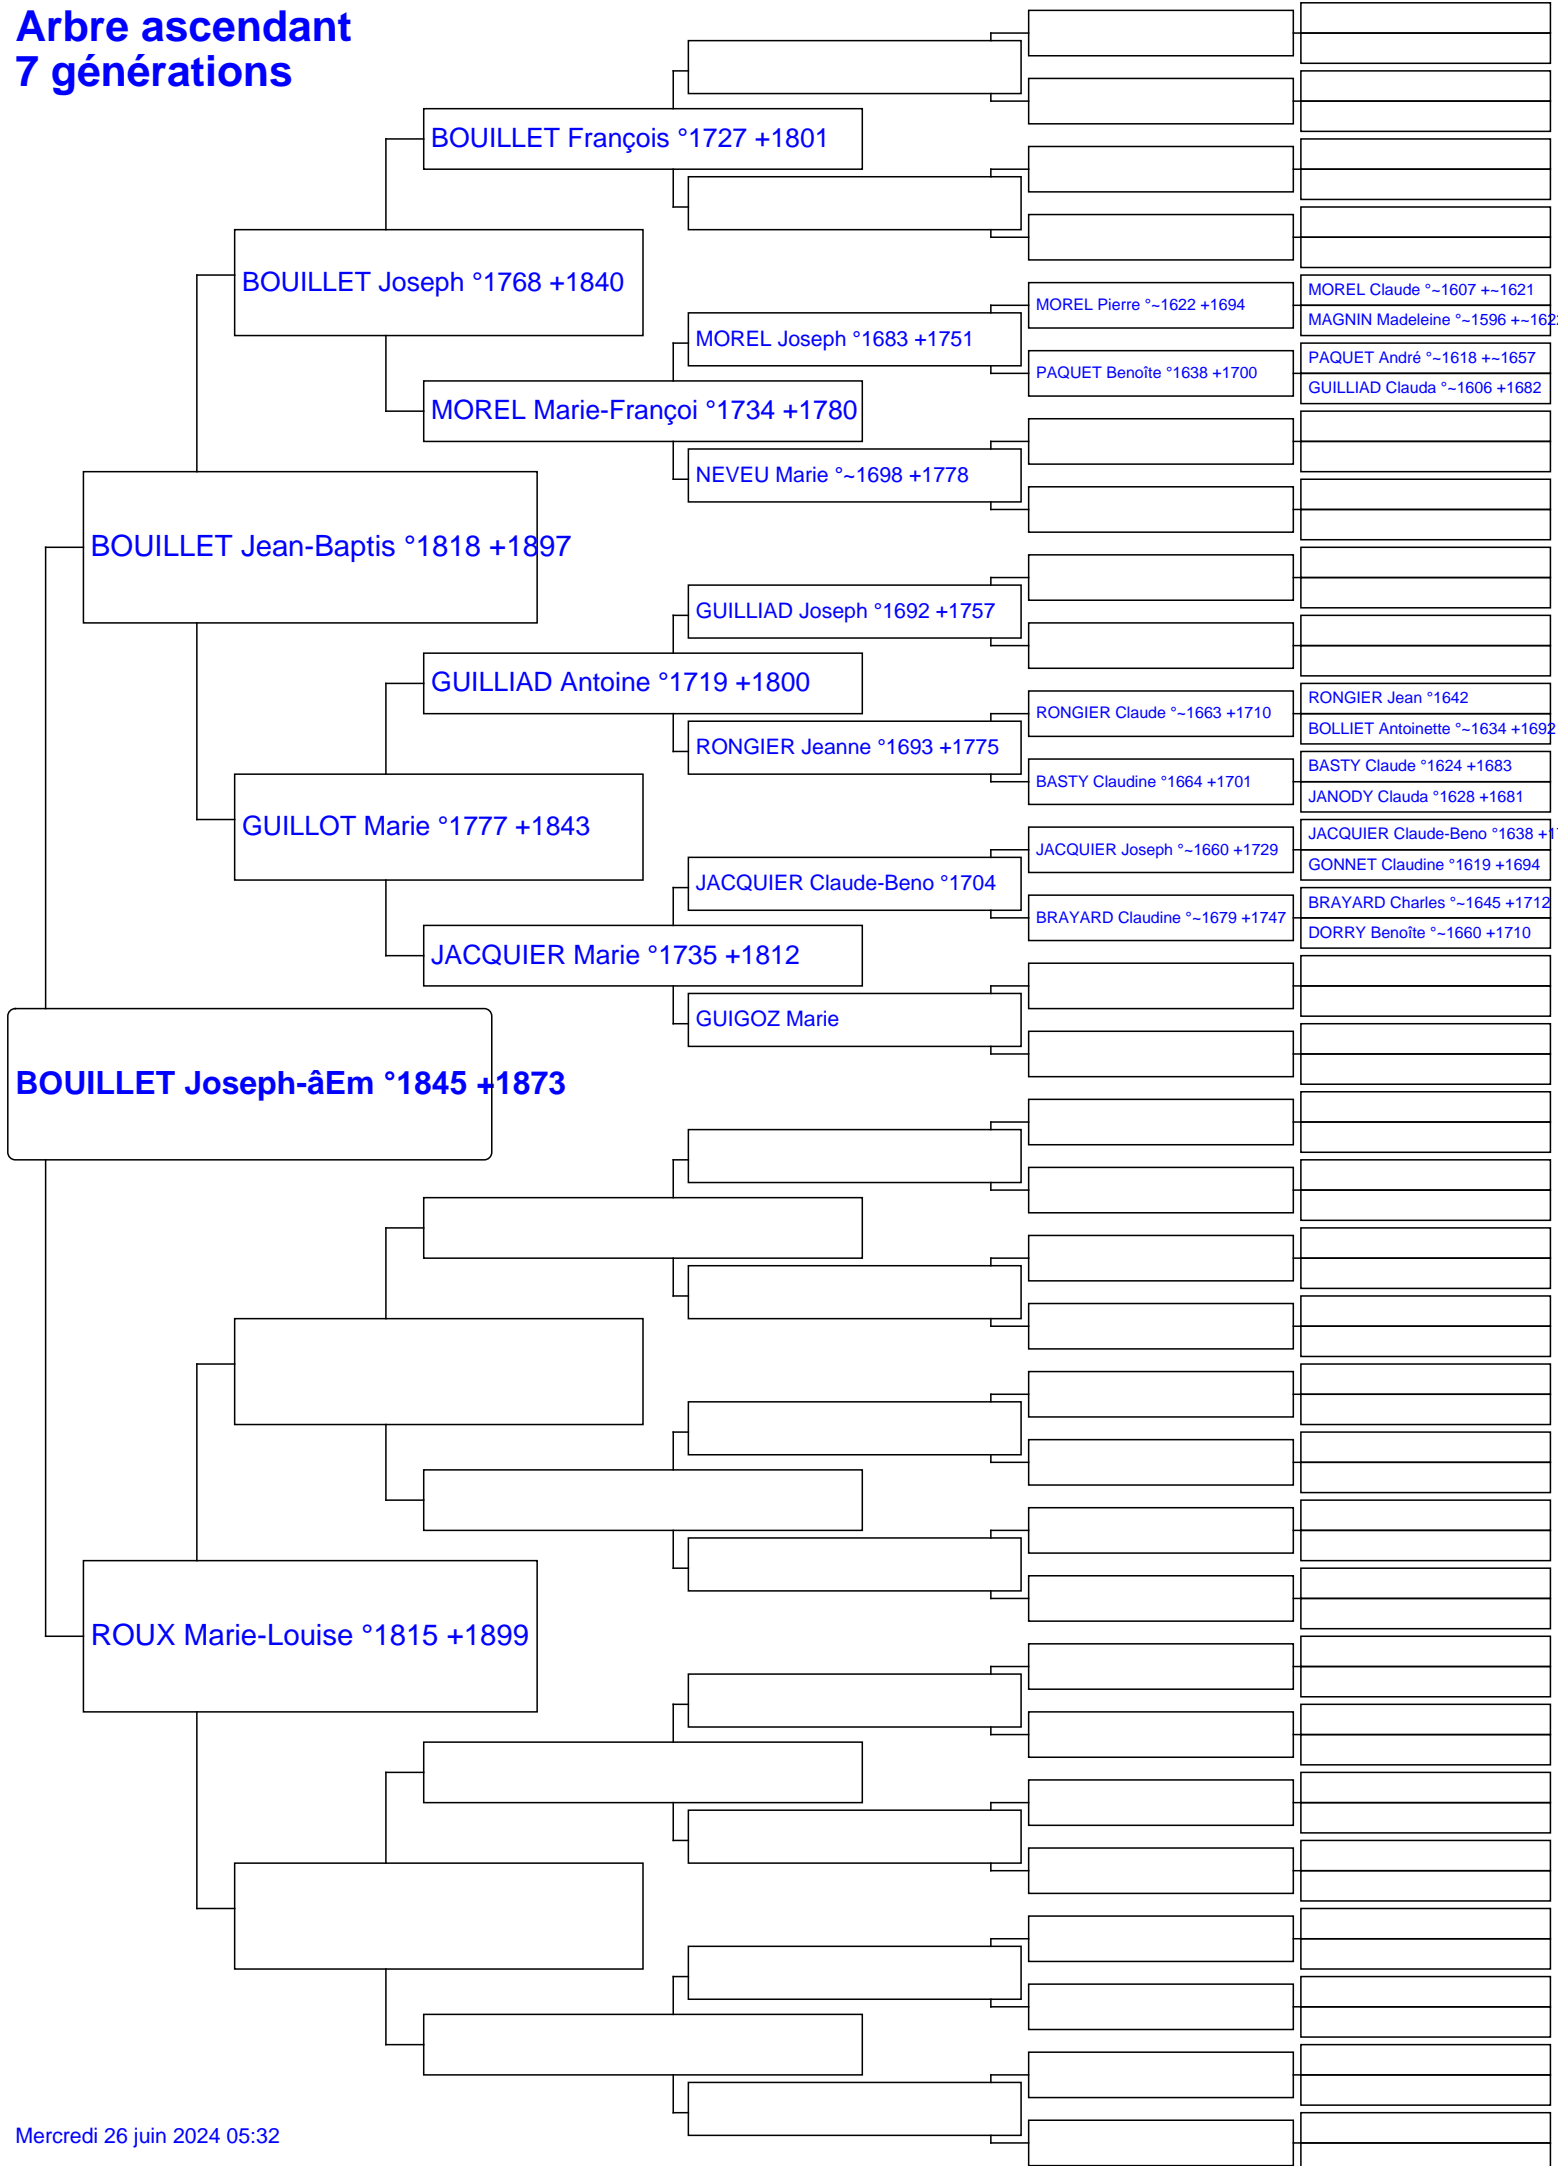 Arbre ascendant
7 générations
BOUILLET François °1727 +1801
BOUILLET Joseph °1768 +1840
MOREL Claude °~1607 +~1621
MOREL Pierre °~1622 +1694
MAGNIN Madeleine °~1596 +~1622
MOREL Joseph °1683 +1751
PAQUET André °~1618 +~1657
PAQUET Benoîte °1638 +1700
GUILLIAD Clauda °~1606 +1682
MOREL Marie-Françoi °1734 +1780
NEVEU Marie °~1698 +1778
BOUILLET Jean-Baptis °1818 +1897
GUILLIAD Joseph °1692 +1757
GUILLIAD Antoine °1719 +1800
RONGIER Jean °1642
RONGIER Claude °~1663 +1710
BOLLIET Antoinette °~1634 +1692
RONGIER Jeanne °1693 +1775
BASTY Claude °1624 +1683
BASTY Claudine °1664 +1701
JANODY Clauda °1628 +1681
GUILLOT Marie °1777 +1843
JACQUIER Claude-Beno °1638
JACQUIER Joseph °~1660 +1729
GONNET Claudine °1619 +1694
JACQUIER Claude-Beno °1704
BRAYARD Charles °~1645 +1712
BRAYARD Claudine °~1679 +1747
DORRY Benoîte °~1660 +1710
JACQUIER Marie °1735 +1812
GUIGOZ Marie
BOUILLET Joseph-âEm °1845 +1873
ROUX Marie-Louise °1815 +1899
Mercredi 26 juin 2024 05:32